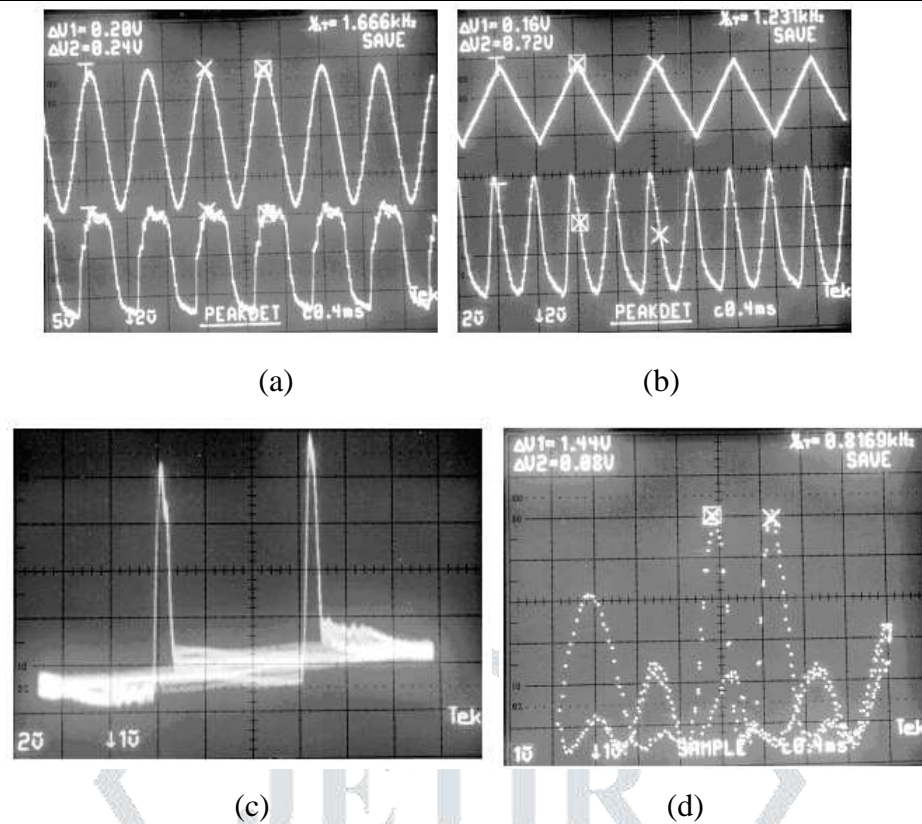 ΔV1= 0.20V
ΔV2= 0.24V
1.666kHz
SAVE
5V
↓2V
PEAKDET
c0.4ms
Tek
ΔV1= 0.16V
ΔV2= 0.72V
1.231kHz
SAVE
2V
↓2V
PEAKDET
c0.4ms
Tek
(a)
(b)
2V
↓1V
Tek
ΔV1= 1.44V
ΔV2= 0.08V
0.8169kHz
SAVE
1V
↓1V
SAMPLE
c0.4ms
Tek
JETIR
(c)
(d)